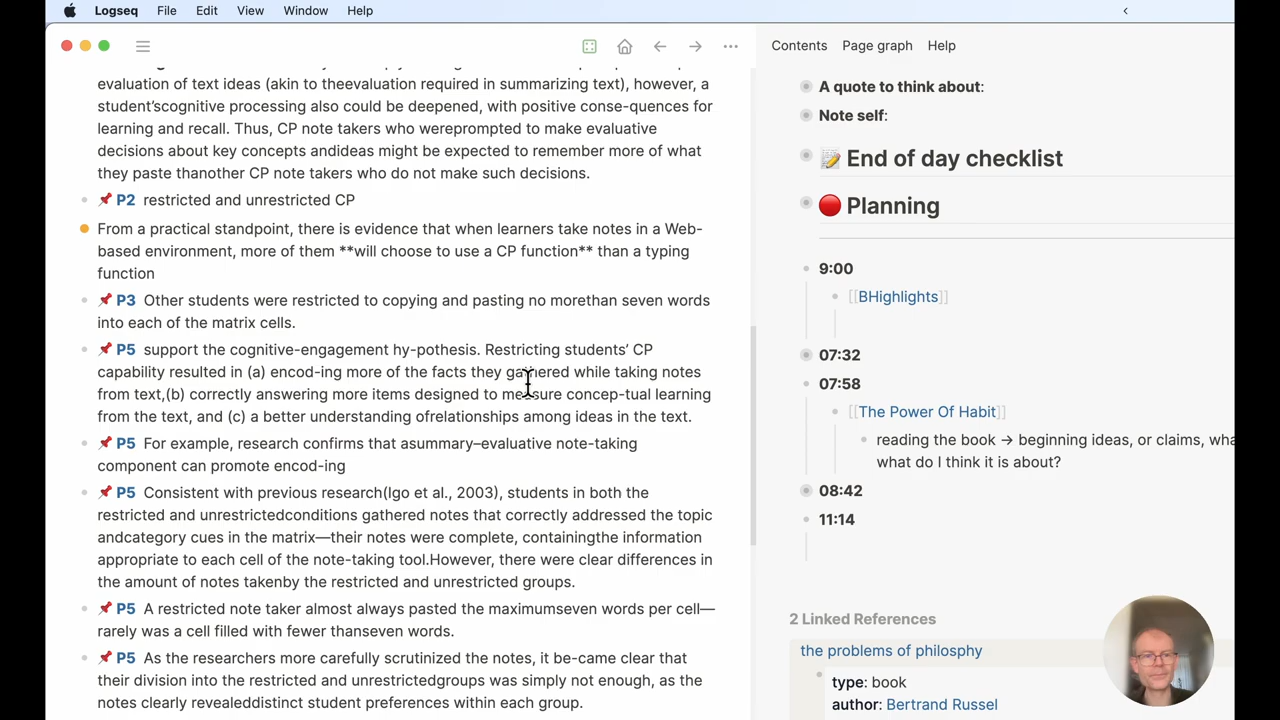 Logseq File Edit View Window Help
Contents Page graph Help
evaluation of text ideas (akin to theevaluation required in summarizing text), however, a
student'scognitive processing also could be deepened, with positive conse-quences for
learning and recall. Thus, CP note takers who wereprompted to make evaluative
decisions about key concepts andideas might be expected to remember more of what
they paste thanother CP note takers who do not make such decisions.
📌 P2 restricted and unrestricted CP
From a practical standpoint, there is evidence that when learners take notes in a Web-
based environment, more of them **will choose to use a CP function** than a typing
function
📌 P3 Other students were restricted to copying and pasting no morethan seven words
into each of the matrix cells.
📌 P5 support the cognitive-engagement hy-pothesis. Restricting students' CP
capability resulted in (a) encod-ing more of the facts they gathered while taking notes
from text,(b) correctly answering more items designed to measure concep-tual learning
from the text, and (c) a better understanding ofrelationships among ideas in the text.
📌 P5 For example, research confirms that asummary–evaluative note-taking
component can promote encod-ing
📌 P5 Consistent with previous research(Igo et al., 2003), students in both the
restricted and unrestrictedconditions gathered notes that correctly addressed the topic
andcategory cues in the matrix—their notes were complete, containingthe information
appropriate to each cell of the note-taking tool.However, there were clear differences in
the amount of notes takenby the restricted and unrestricted groups.
📌 P5 A restricted note taker almost always pasted the maximumseven words per cell—
rarely was a cell filled with fewer thanseven words.
📌 P5 As the researchers more carefully scrutinized the notes, it be-came clear that
their division into the restricted and unrestrictedgroups was simply not enough, as the
notes clearly revealeddistinct student preferences within each group.
A quote to think about:
Note self:
📝 End of day checklist
🔴 Planning
9:00
[[BHighlights]]
07:32
07:58
[[The Power Of Habit]]
reading the book → beginning ideas, or claims, wha
what do I think it is about?
08:42
11:14
2 Linked References
the problems of philosphy
type: book
author: Bertrand Russel